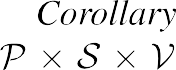 Corollary
𝒫 × 𝒮 × 𝒱